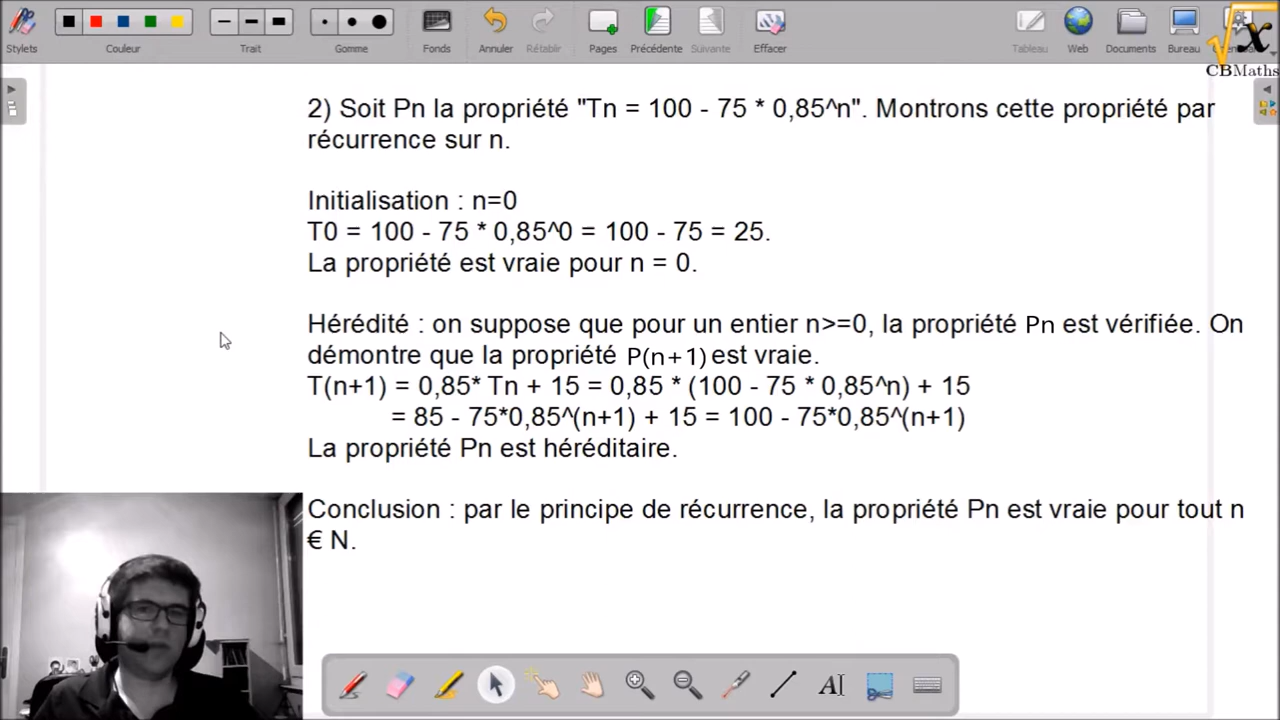 Stylets Couleur Trait Gomme Fonds Annuler Rétablir Pages Précédente Suivante Effacer Tableau Web Documents Bureau
CBMaths
2) Soit Pn la propriété "Tn = 100 - 75 * 0,85^n". Montrons cette propriété par
récurrence sur n.
Initialisation : n=0
T0 = 100 - 75 * 0,85^0 = 100 - 75 = 25.
La propriété est vraie pour n = 0.
Hérédité : on suppose que pour un entier n>=0, la propriété Pn est vérifiée. On
démontre que la propriété P(n+1) est vraie.
T(n+1) = 0,85* Tn + 15 = 0,85 * (100 - 75 * 0,85^n) + 15
= 85 - 75*0,85^(n+1) + 15 = 100 - 75*0,85^(n+1)
La propriété Pn est héréditaire.
Conclusion : par le principe de récurrence, la propriété Pn est vraie pour tout n
€ N.